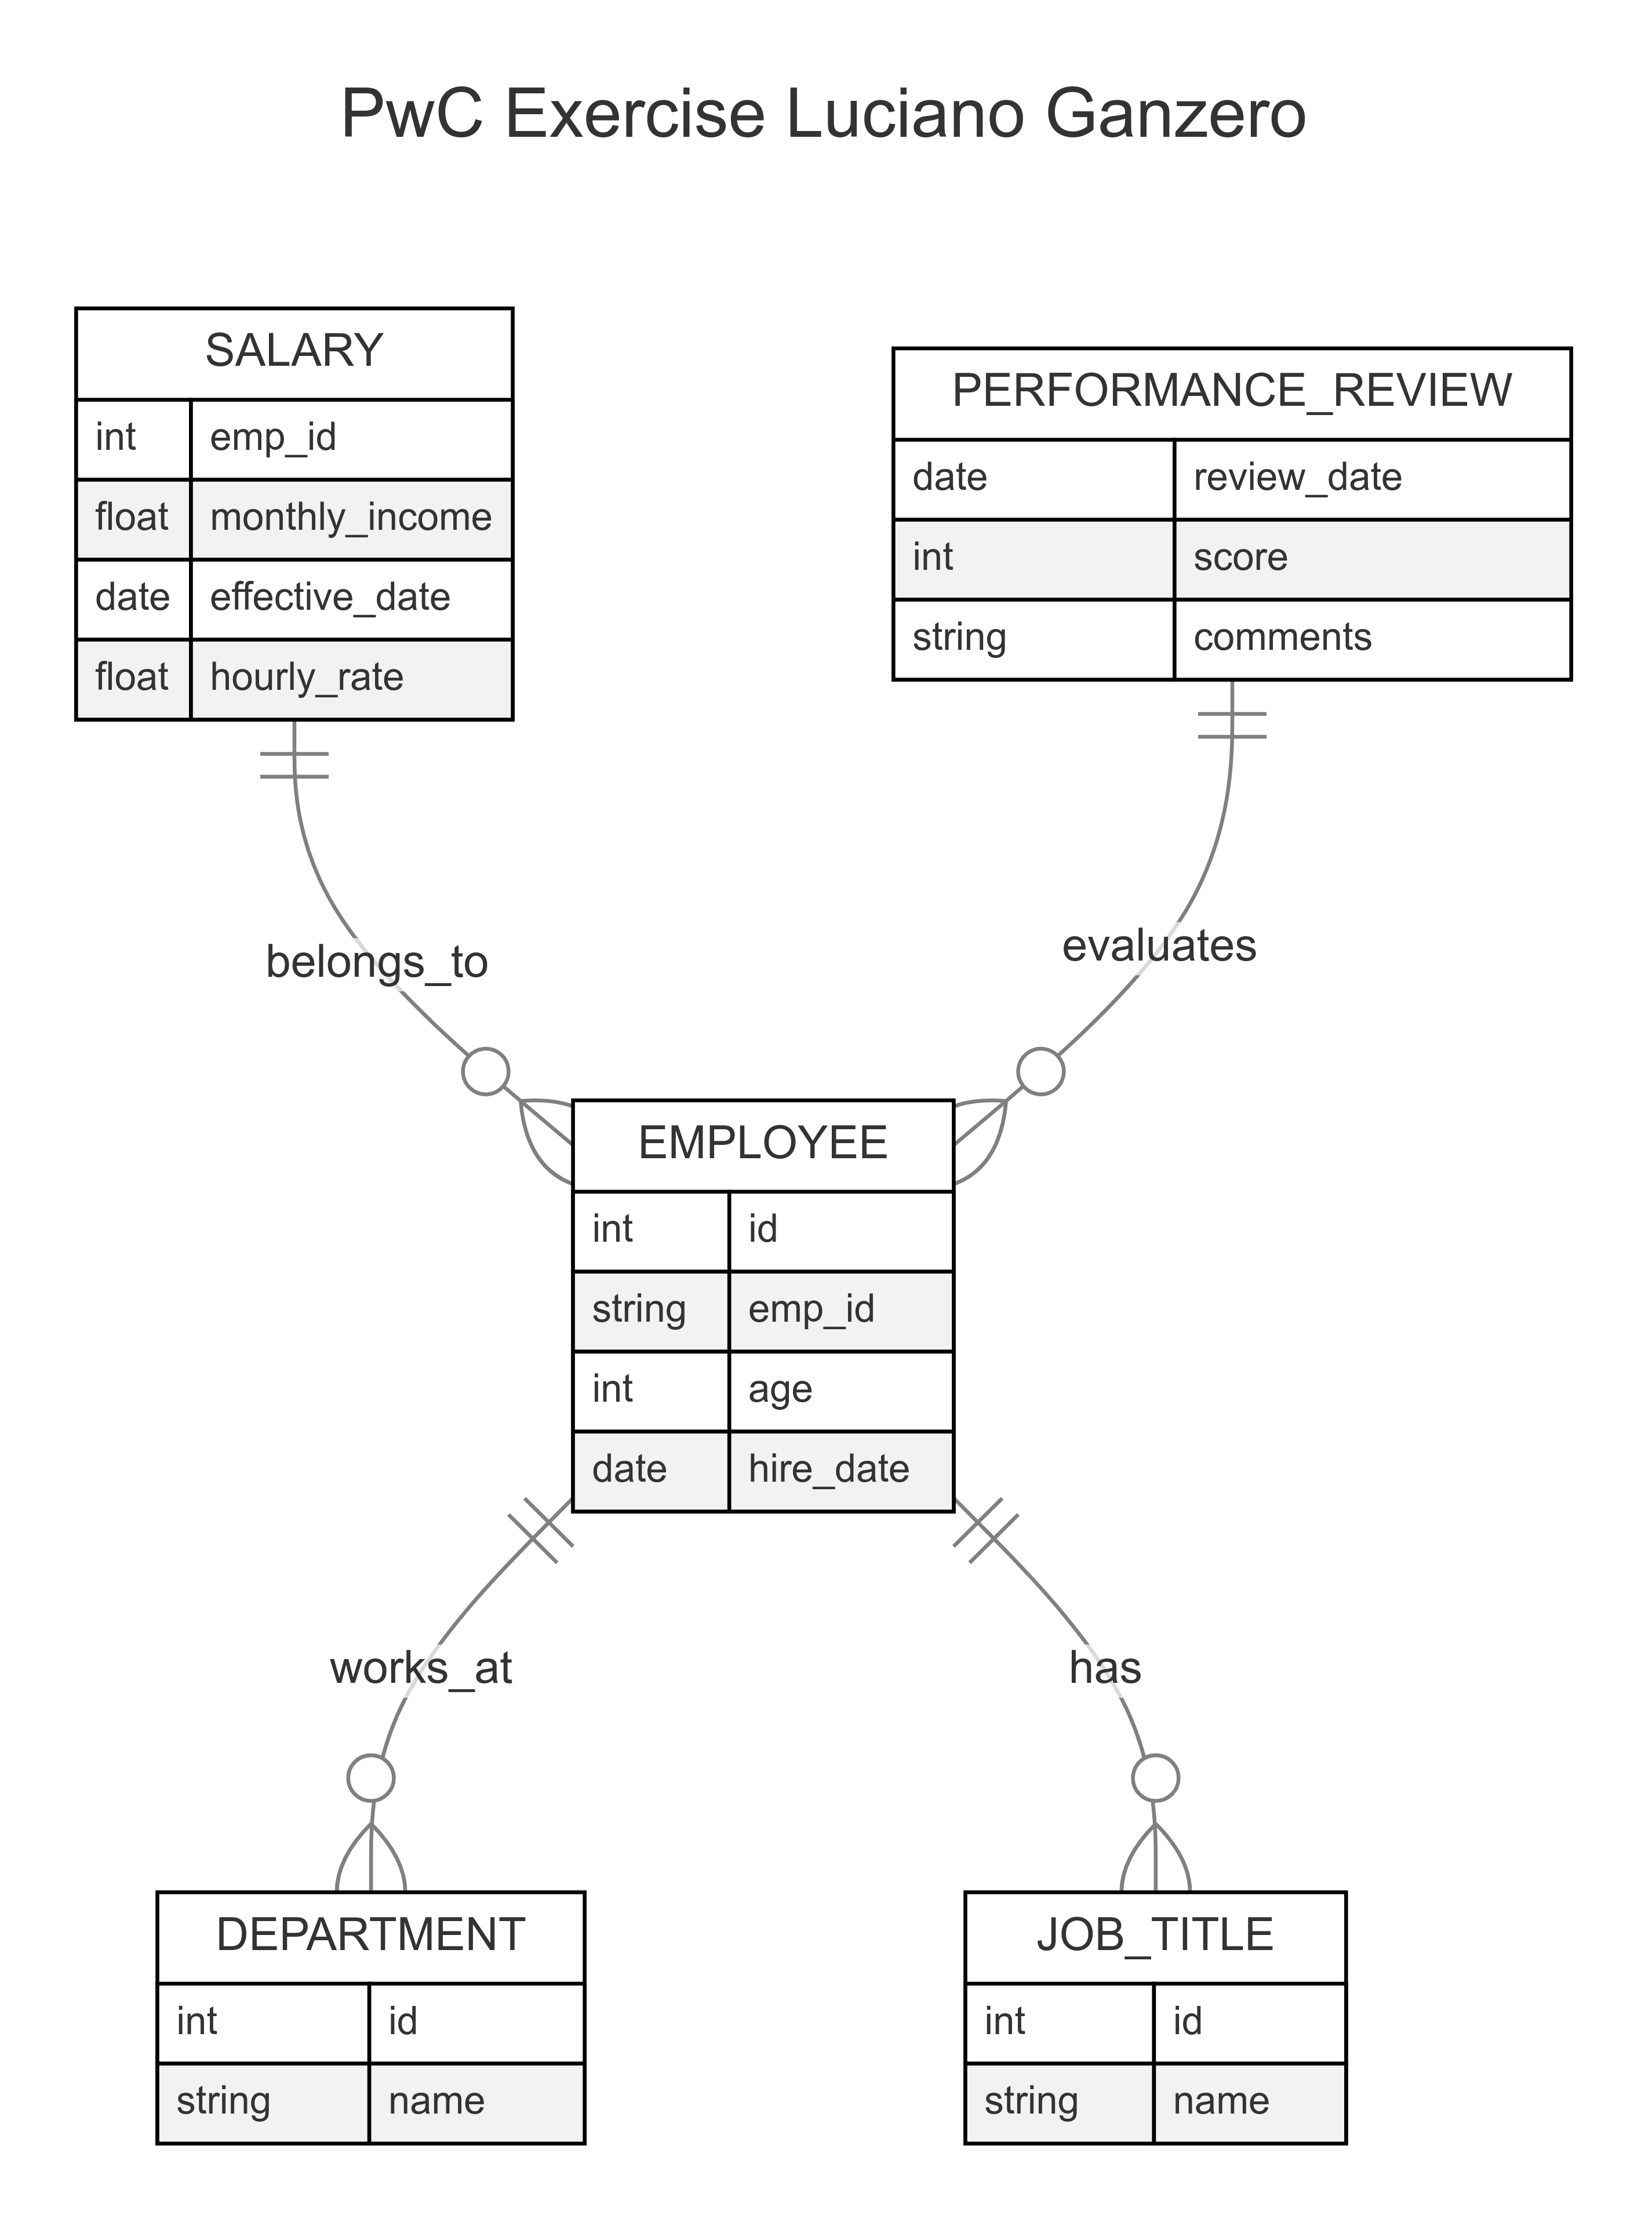 PwC Exercise Luciano Ganzero
SALARY
int emp_id
float monthly_income
date effective_date
float hourly_rate
PERFORMANCE_REVIEW
date review_date
int score
string comments
belongs_to
evaluates
EMPLOYEE
int id
string emp_id
int age
date hire_date
works_at
has
DEPARTMENT
int id
string name
JOB_TITLE
int id
string name